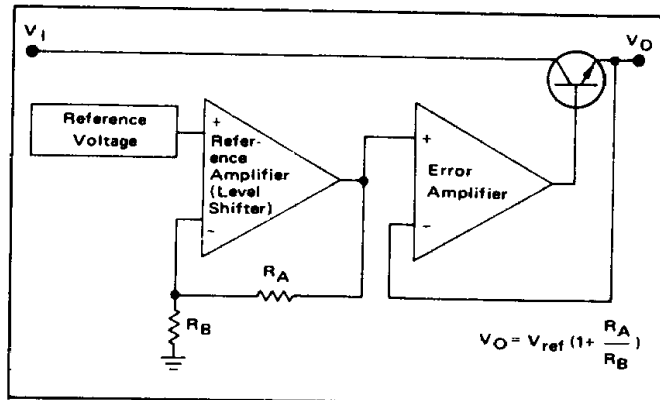 V_I
V_O
Reference
Voltage
+
Refer-
ence
Amplifier
(Level
Shifter)
−
+
Error
Amplifier
−
R_A
R_B
V_O = V_ref (1+ R_A/R_B)